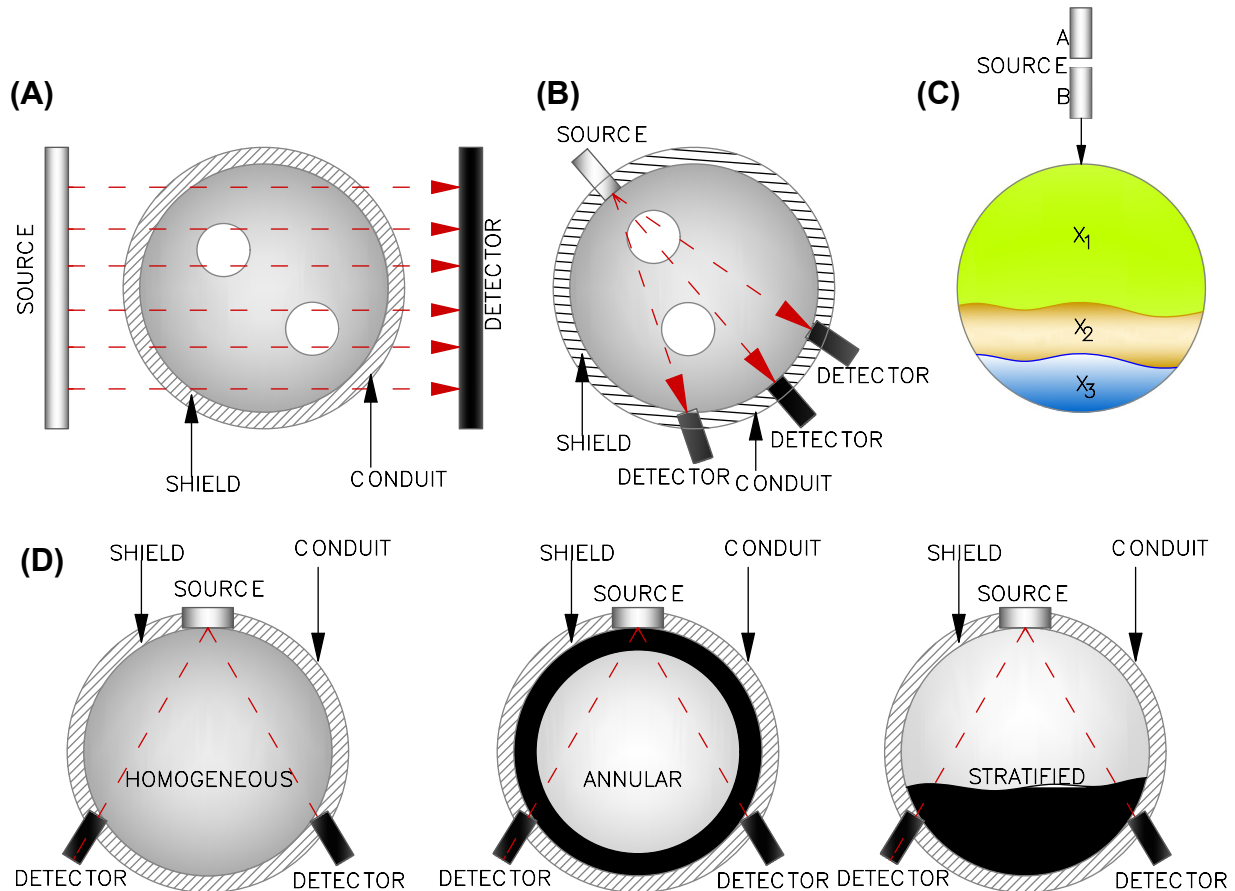 (A)
SOURCE
DETECTOR
SHIELD
CONDUIT
(B)
SOURCE
DETECTOR
DETECTOR
DETECTOR
SHIELD
CONDUIT
(C)
A
SOURCE
B
X1
X2
X3
(D)
SHIELD
CONDUIT
SOURCE
HOMOGENEOUS
DETECTOR
DETECTOR
SHIELD
CONDUIT
SOURCE
ANNULAR
DETECTOR
DETECTOR
SHIELD
CONDUIT
SOURCE
STRATIFIED
DETECTOR
DETECTOR